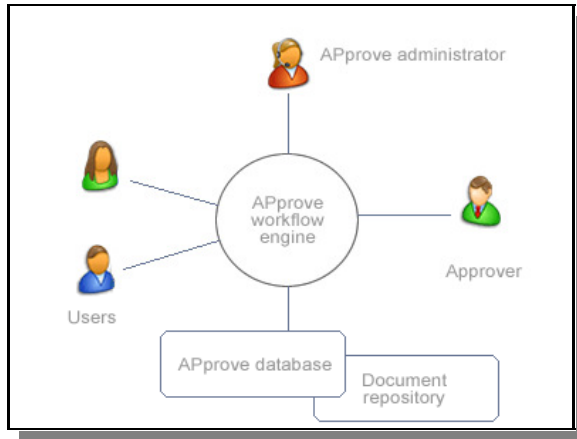 APprove administrator
APprove
workflow
engine
Approver
Users
APprove database
Document
repository